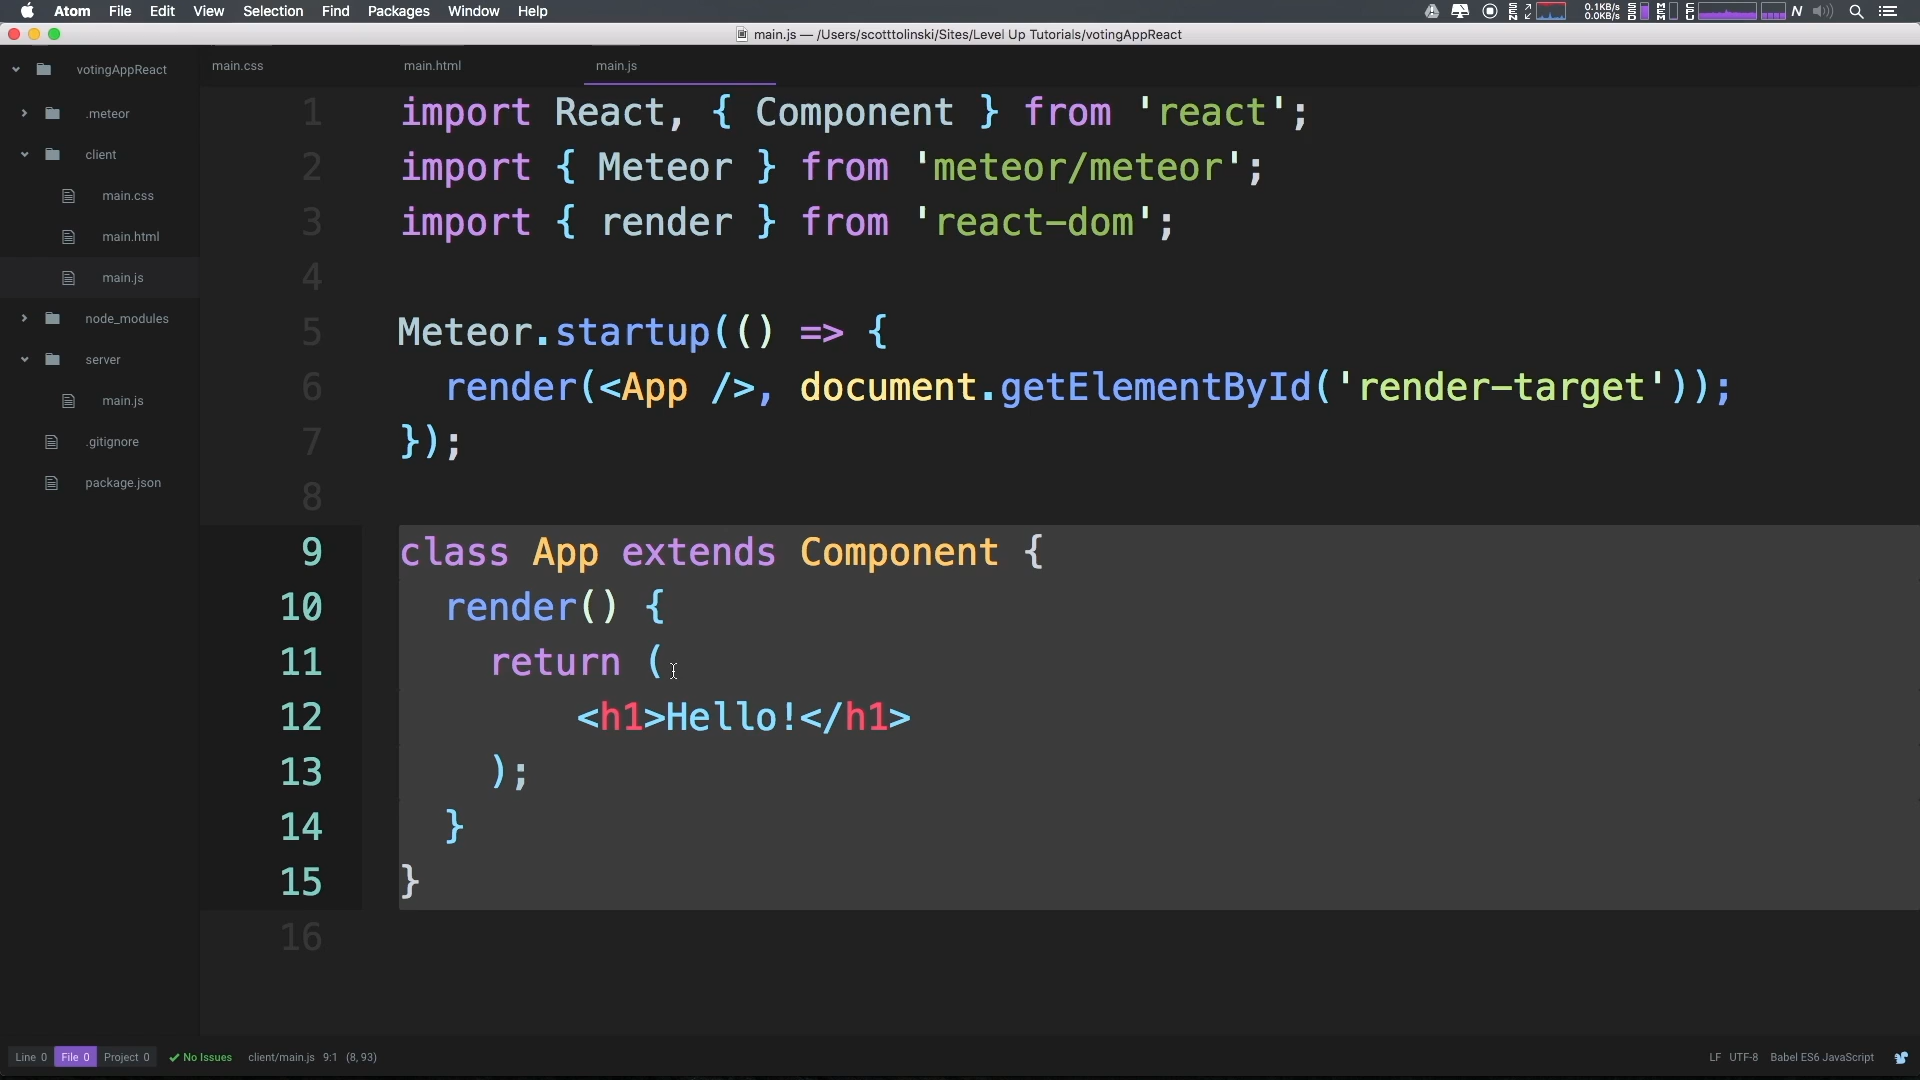 Atom File Edit View Selection Find Packages Window Help
0.1KB/s
0.0KB/s
main.js — /Users/scotttolinski/Sites/Level Up Tutorials/votingAppReact
votingAppReact
.meteor
client
main.css
main.html
main.js
node_modules
server
main.js
.gitignore
package.json
main.css main.html main.js
1 import React, { Component } from 'react';
2 import { Meteor } from 'meteor/meteor';
3 import { render } from 'react-dom';
4
5 Meteor.startup(() => {
6 render(<App />, document.getElementById('render-target'));
7 });
8
9 class App extends Component {
10 render() {
11 return (
12 <h1>Hello!</h1>
13 );
14 }
15 }
16
Line 0 File 0 Project 0 No Issues client/main.js 9:1 (8, 93)
LF UTF-8 Babel ES6 JavaScript